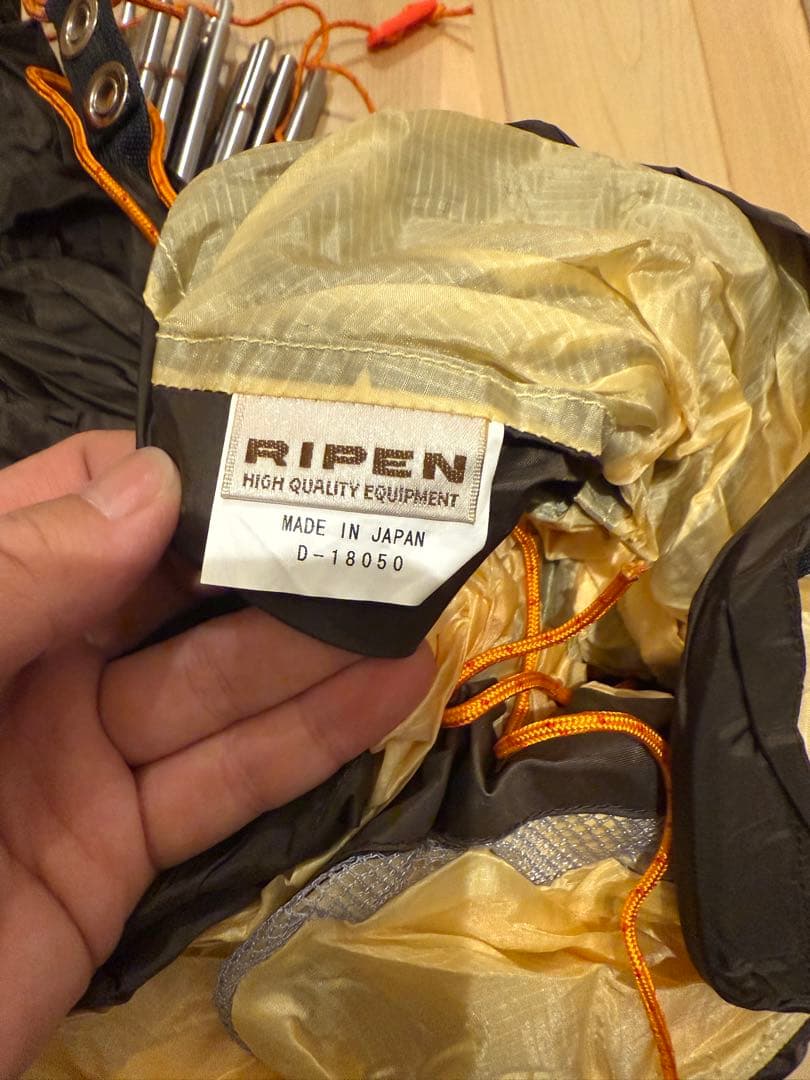 RIPEN
HIGH QUALITY EQUIPMENT
MADE IN JAPAN
D-18050